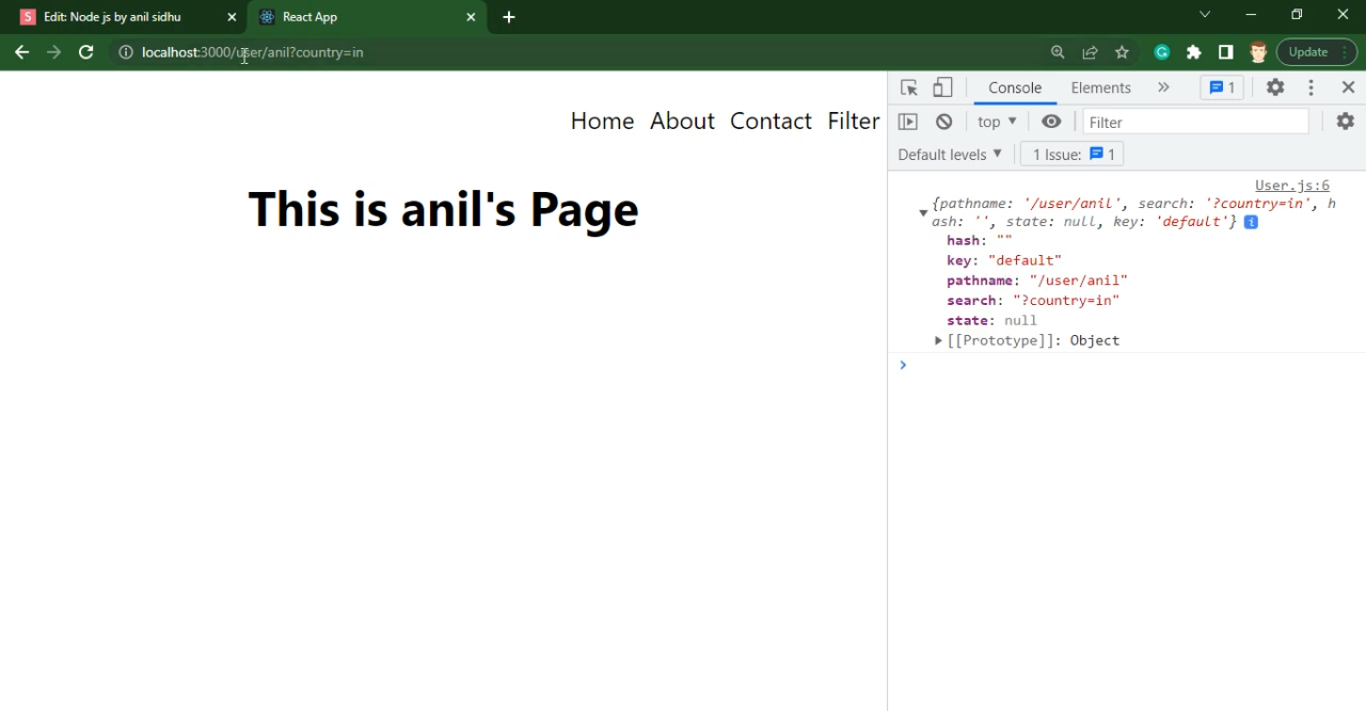 Edit: Node js by anil sidhu
React App
localhost:3000/user/anil?country=in
Update
Home About Contact Filter
This is anil's Page
Console Elements » 1
top ▼ Filter
Default levels ▼ 1 Issue: 1
User.js:6
{pathname: '/user/anil', search: '?country=in', h
ash: '', state: null, key: 'default'} i
hash: ""
key: "default"
pathname: "/user/anil"
search: "?country=in"
state: null
[[Prototype]]: Object